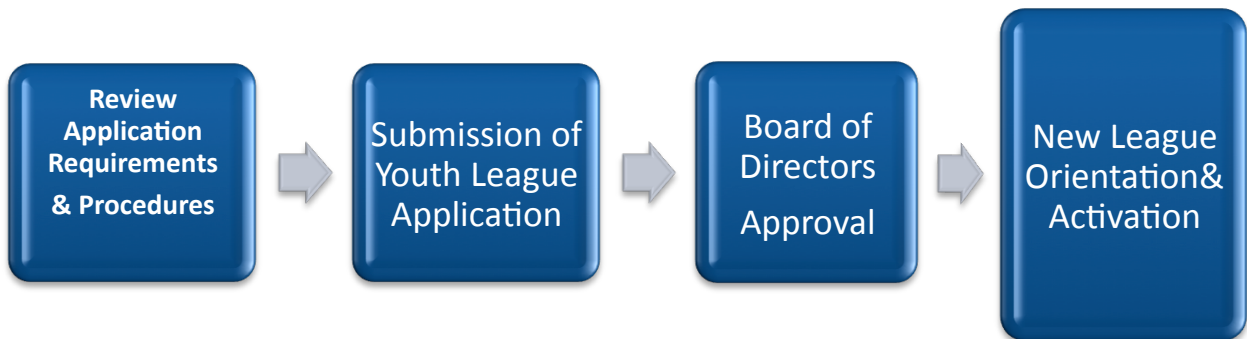 Review
Application
Requirements
& Procedures
Submission of
Youth League
Application
Board of
Directors
Approval
New League
Orientation&
Activation